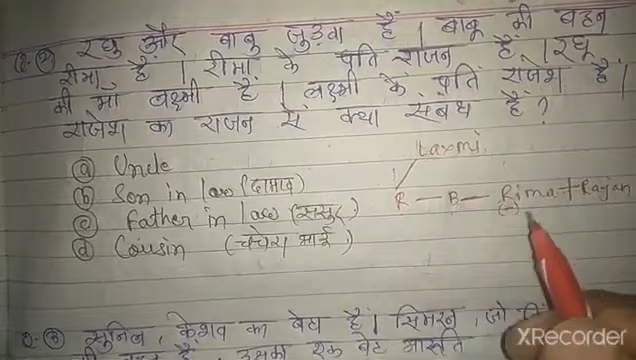 Q.② रघु और बाबु जुड़वा हैं। बाबू की बहन
रीमा है। रीमा के पति राजन हैं। रघू
की माँ लक्ष्मी हैं। लक्ष्मी के पति राजेश हैं।
राजेश का राजन से क्या संबध हैं?
ⓐ Uncle
ⓑ Son in law (दामाद)
ⓒ Father in law (ससुर)
ⓓ Cousin (चचेरा भाई)
Laxmi
R — B — Rima + Rajan
(-)
Q-③ सुनिल, केशव का बेटा हैं। सिमरन, जो
उसका एक बेटा
XRecorder